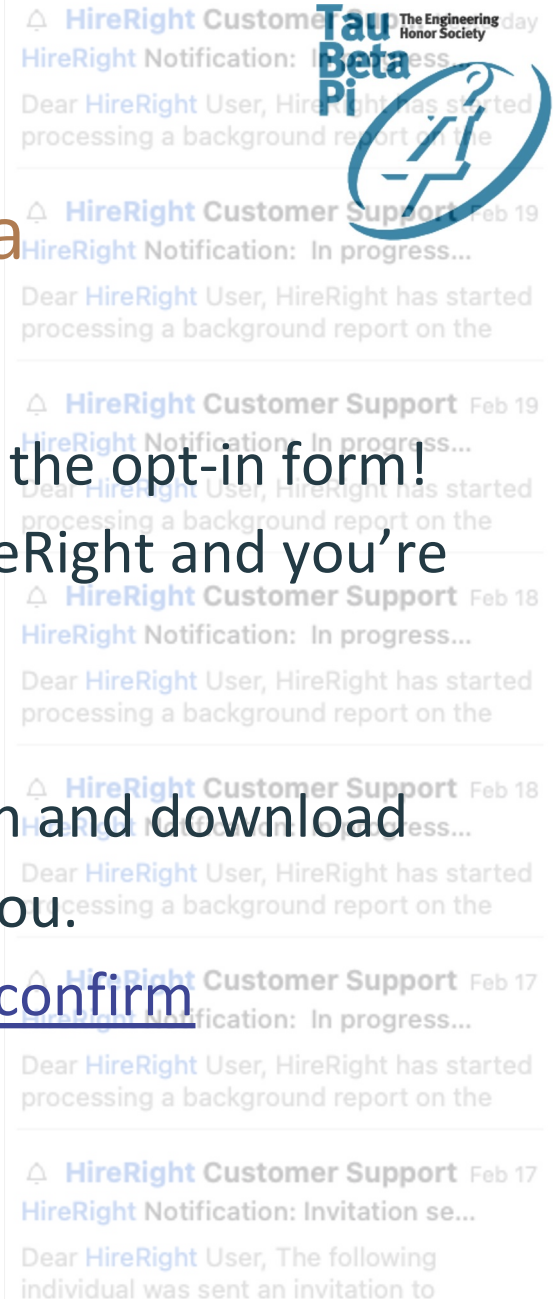 Tau Beta Pi
The Engineering Honor Society
HireRight Customer
day
HireRight Notification:
Dear HireRight User, HireRight has started
processing a background report on the
a
HireRight Customer Support Feb 19
HireRight Notification: In progress...
Dear HireRight User, HireRight has started
processing a background report on the
HireRight Customer Support Feb 19
HireRight Notification: In progress...
the opt-in form!
Dear HireRight User, HireRight has started
processing a background report on the
eRight and you’re
HireRight Customer Support Feb 18
HireRight Notification: In progress...
Dear HireRight User, HireRight has started
processing a background report on the
HireRight Customer Support Feb 18
n and download
Dear HireRight User, HireRight has started
processing a background report on the
ou.
HireRight Customer Support Feb 17
confirm
HireRight Notification: In progress...
Dear HireRight User, HireRight has started
processing a background report on the
HireRight Customer Support Feb 17
HireRight Notification: Invitation se...
Dear HireRight User, The following
individual was sent an invitation to